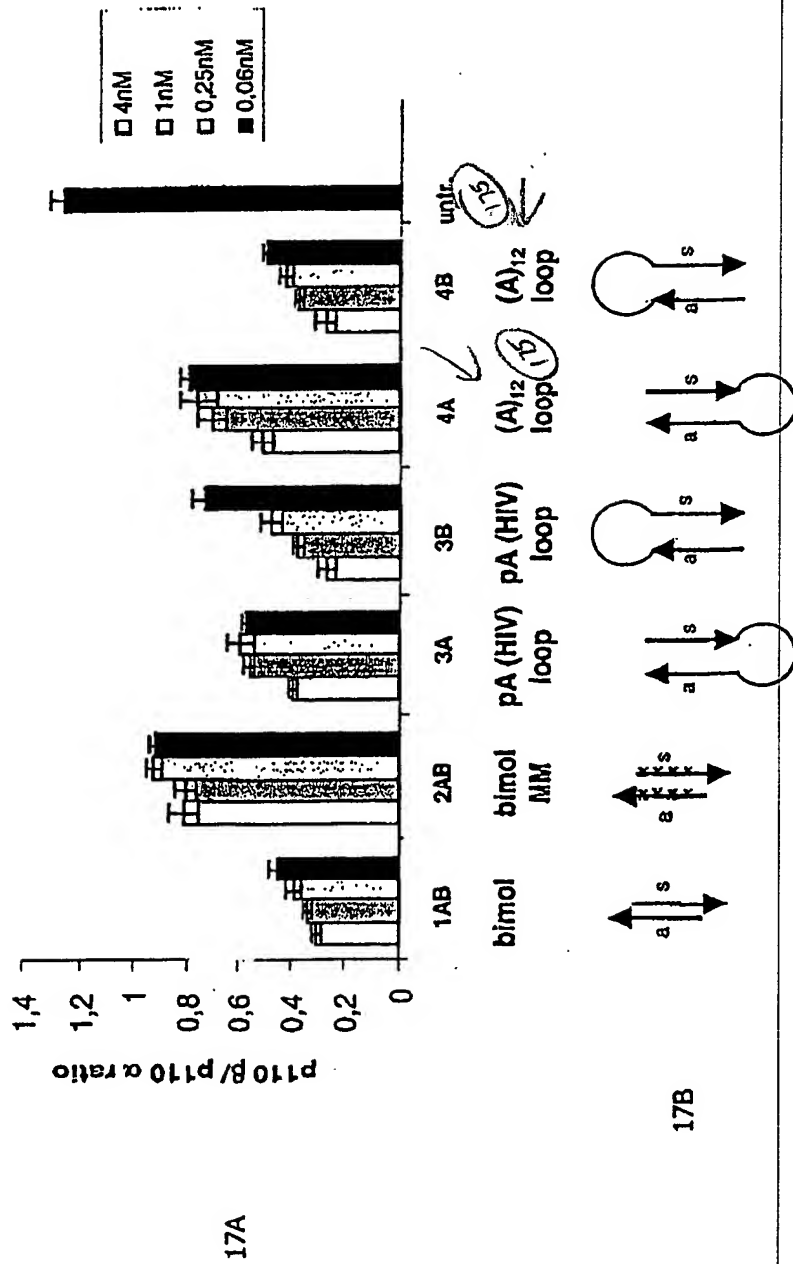 17A
p110 β/ p110 α ratio
1,4
1,2
1
0,8
0,6
0,4
0,2
0
4nM
1nM
0,25nM
0,06nM
1AB 2AB 3A 3B 4A 4B untr.
bimol
bimol MM
pA (HIV) loop
pA (HIV) loop
(A)12 loop
(A)12 loop
175
17B
a s
a s
a s
a s
a s
a s